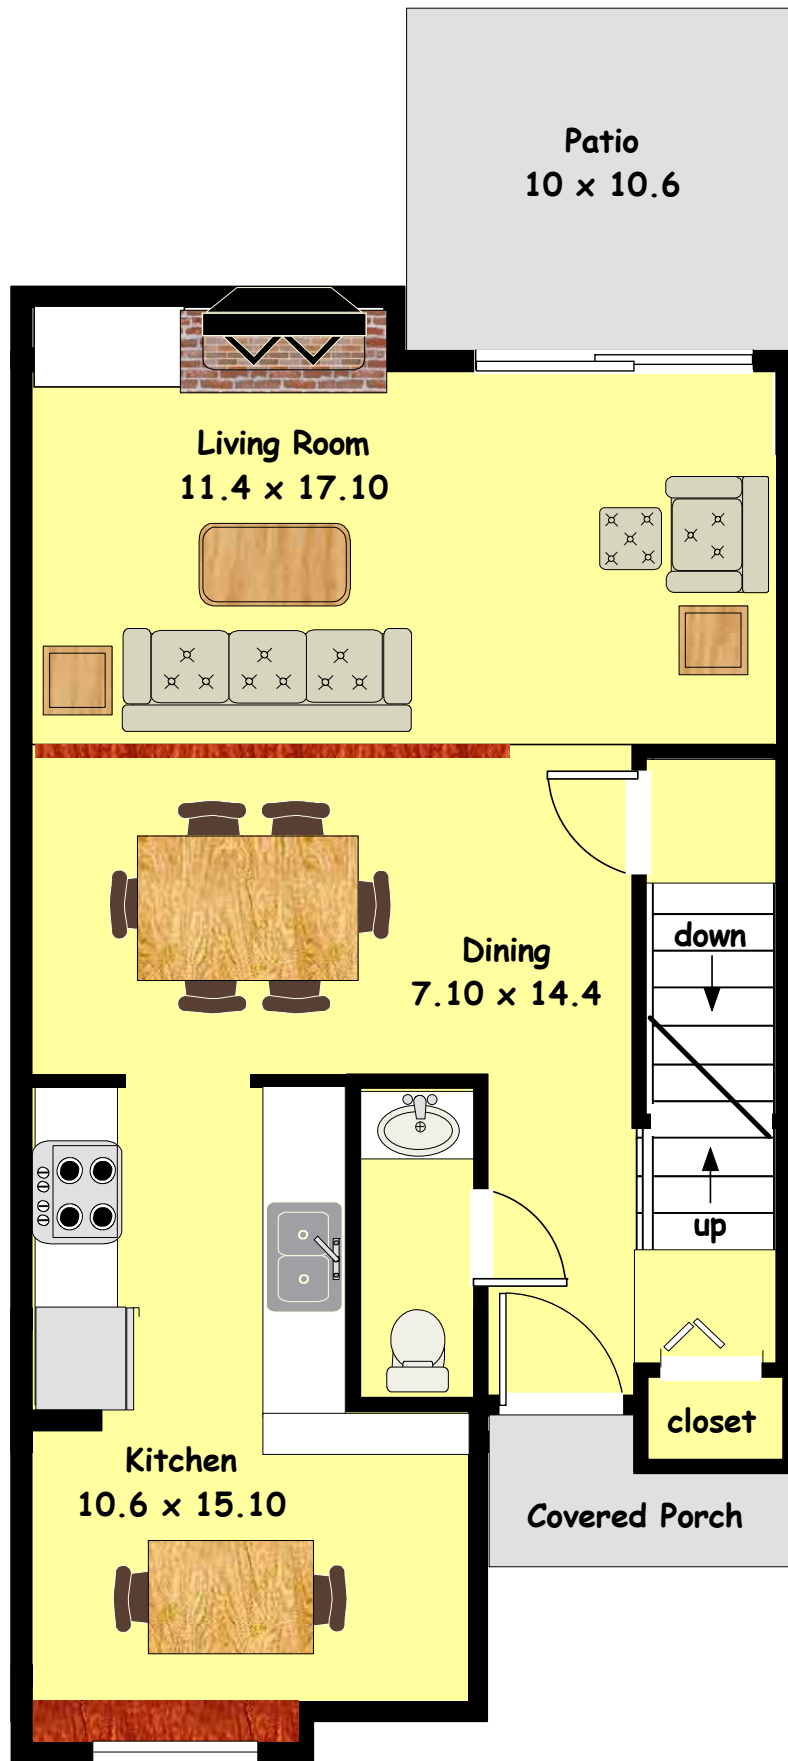 Patio
10 x 10.6
Living Room
11.4 x 17.10
down
Dining
7.10 x 14.4
up
closet
Kitchen
10.6 x 15.10
Covered Porch